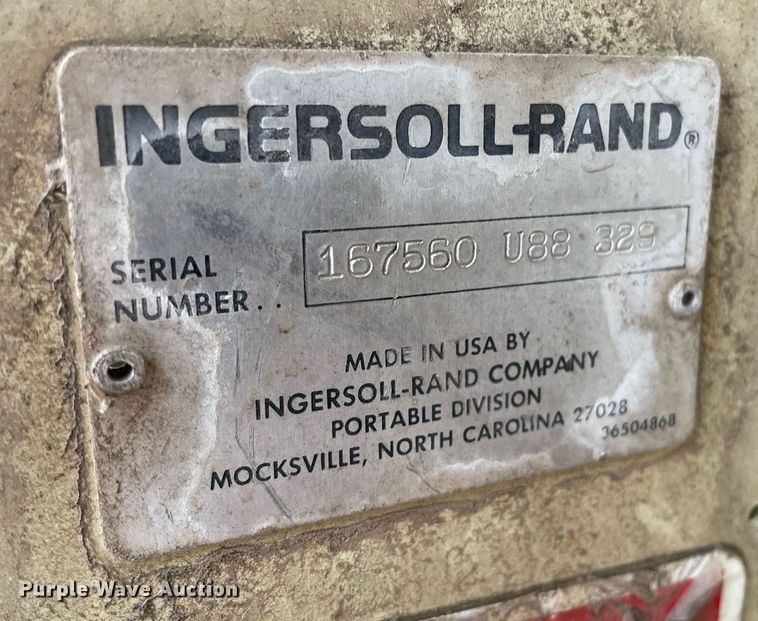 INGERSOLL-RAND®
SERIAL
NUMBER.. 167560 U88 329
MADE IN USA BY
INGERSOLL-RAND COMPANY
PORTABLE DIVISION
MOCKSVILLE, NORTH CAROLINA 27028
36504868
Purple Wave Auction